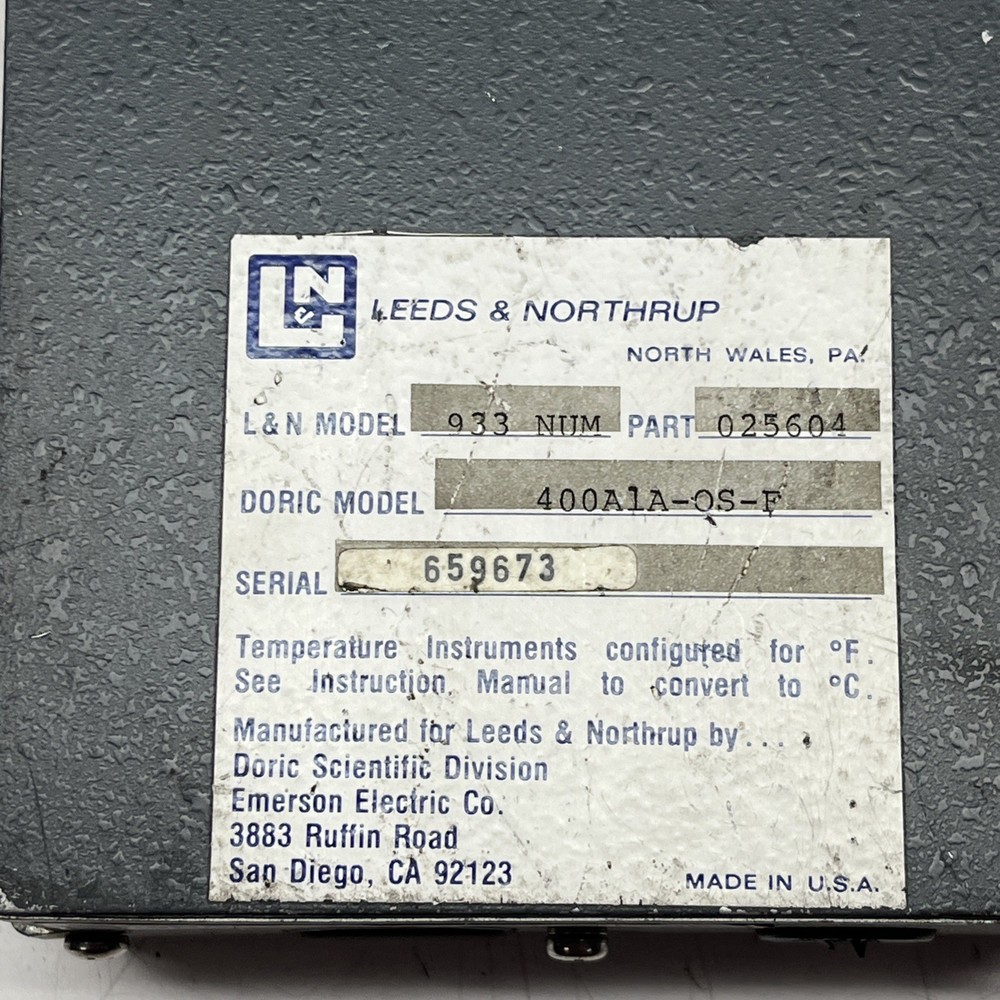 L e N
LEEDS & NORTHRUP
NORTH WALES, PA.
L&N MODEL 933 NUM PART 025604
DORIC MODEL 400A1A-OS-F
SERIAL 659673
Temperature Instruments configured for °F.
See Instruction Manual to convert to °C.
Manufactured for Leeds & Northrup by...
Doric Scientific Division
Emerson Electric Co.
3883 Ruffin Road
San Diego, CA 92123
MADE IN U.S.A.